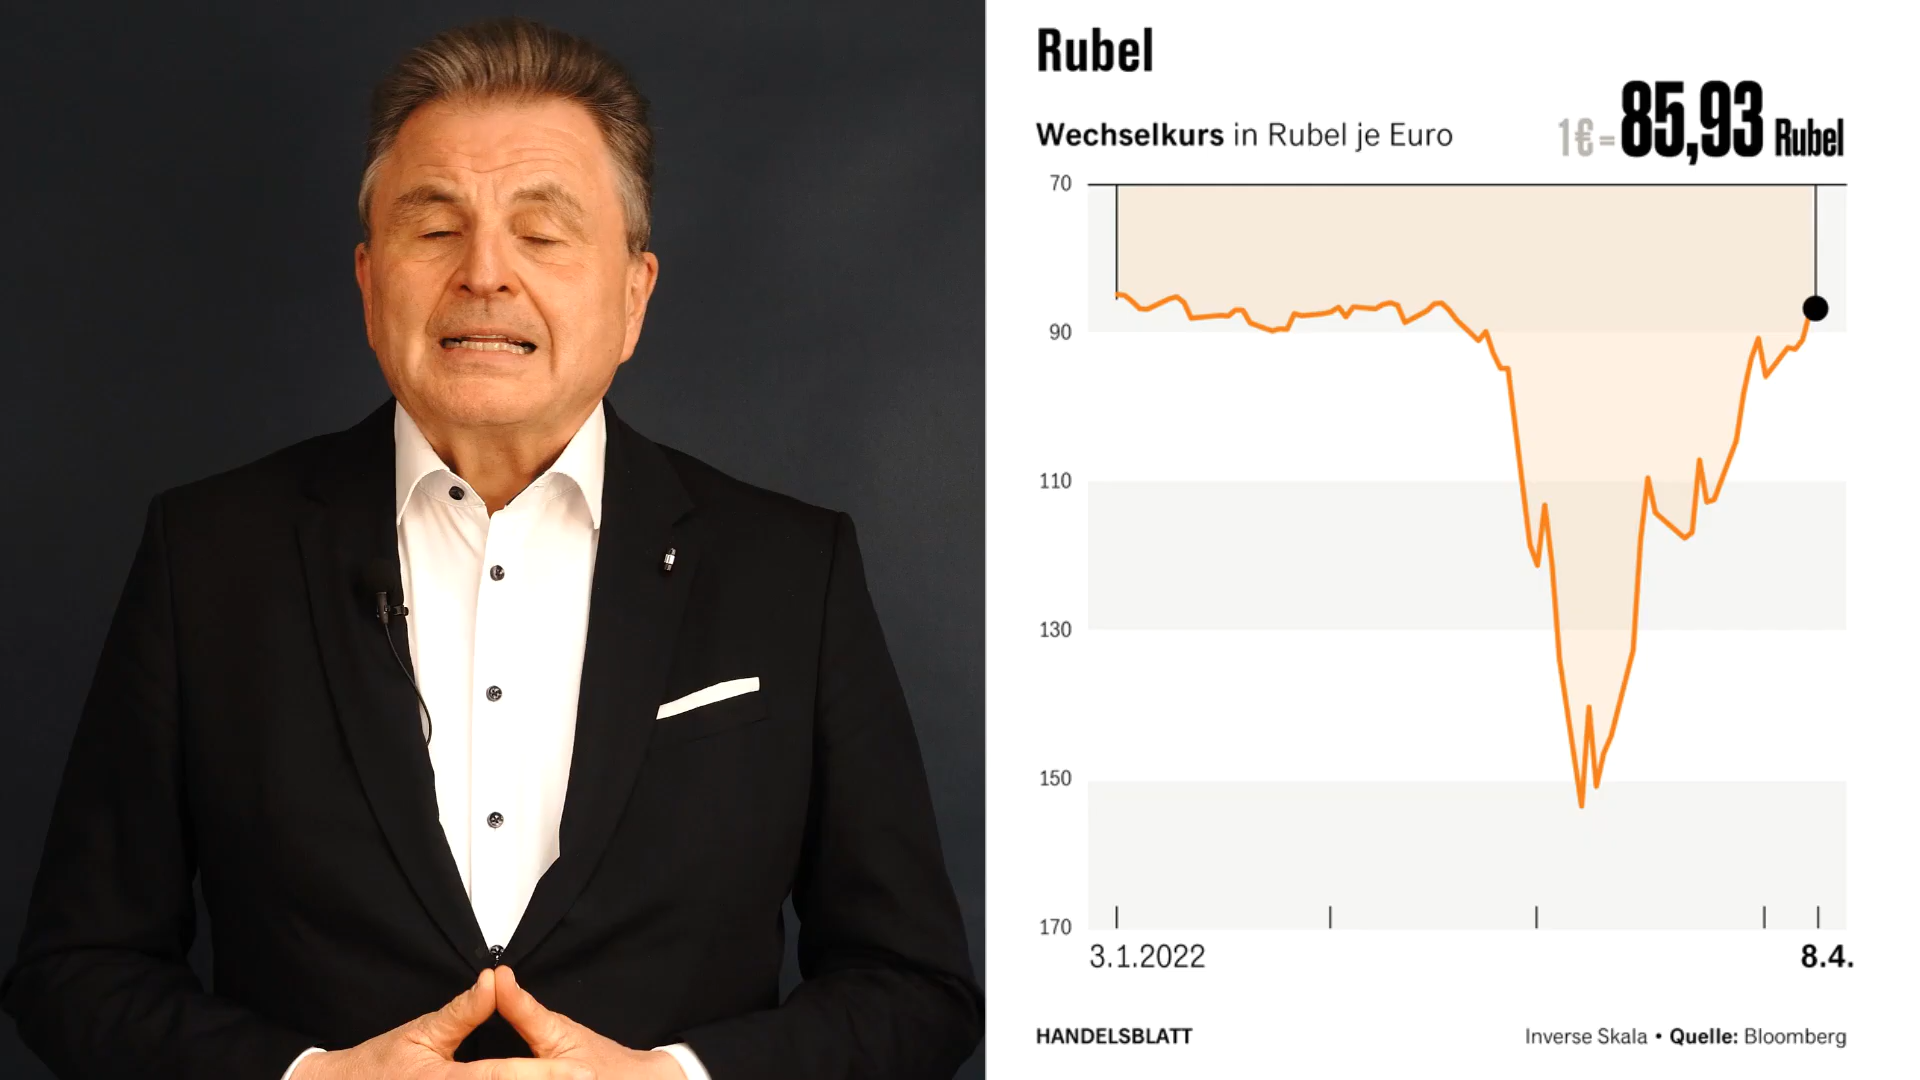 Rubel
Wechselkurs in Rubel je Euro
1€=85,93 Rubel
70
90
110
130
150
170
3.1.2022
8.4.
HANDELSBLATT
Inverse Skala • Quelle: Bloomberg